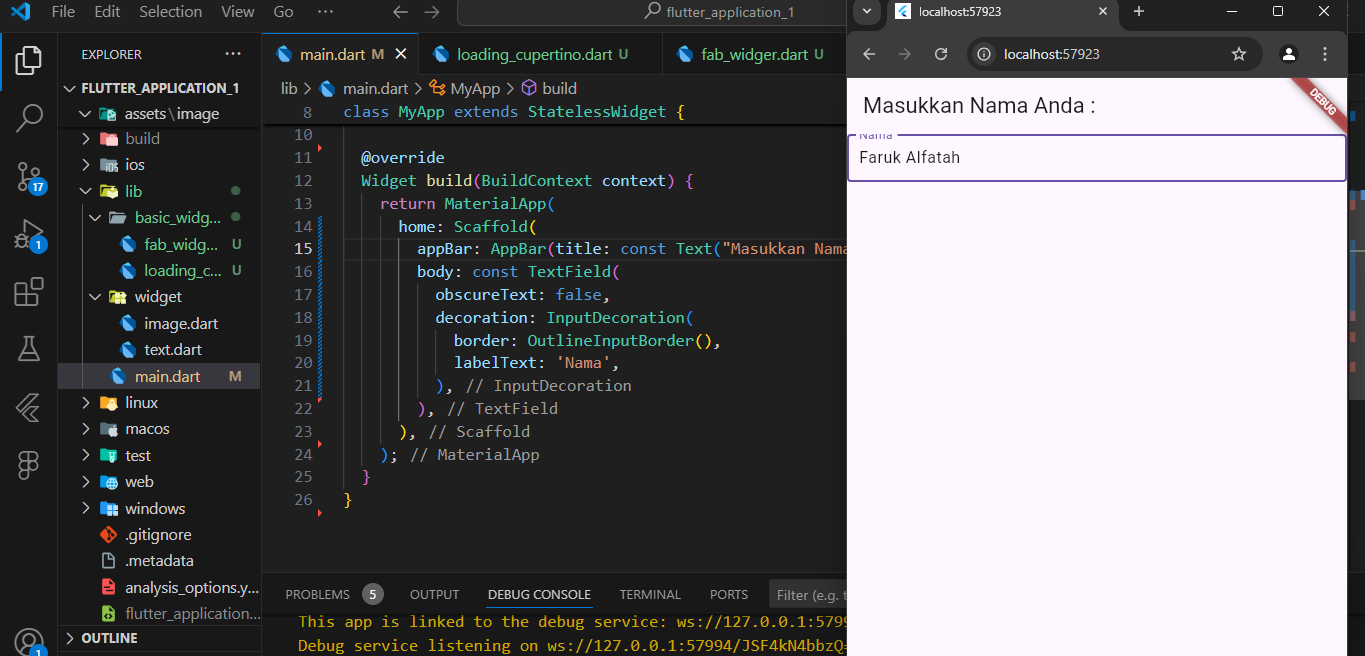 File Edit Selection View Go ··· flutter_application_1
EXPLORER ···
FLUTTER_APPLICATION_1
assets\image
build
ios
lib
basic_widg...
fab_widg... U
loading_c... U
widget
image.dart
text.dart
main.dart M
linux
macos
test
web
windows
.gitignore
.metadata
analysis_options.y...
flutter_application...
OUTLINE
17
1
1
main.dart M loading_cupertino.dart U fab_widger.dart U
lib > main.dart > MyApp > build
8 class MyApp extends StatelessWidget {
10
11 @override
12 Widget build(BuildContext context) {
13 return MaterialApp(
14 home: Scaffold(
15 appBar: AppBar(title: const Text("Masukkan Nama
16 body: const TextField(
17 obscureText: false,
18 decoration: InputDecoration(
19 border: OutlineInputBorder(),
20 labelText: 'Nama',
21 ), // InputDecoration
22 ), // TextField
23 ), // Scaffold
24 ); // MaterialApp
25 }
26 }
PROBLEMS 5 OUTPUT DEBUG CONSOLE TERMINAL PORTS Filter (e.g. t
This app is linked to the debug service: ws://127.0.0.1:5799
Debug service listening on ws://127.0.0.1:57994/JSF4kN4bbzQ=
localhost:57923
localhost:57923
Masukkan Nama Anda :
DEBUG
Nama
Faruk Alfatah